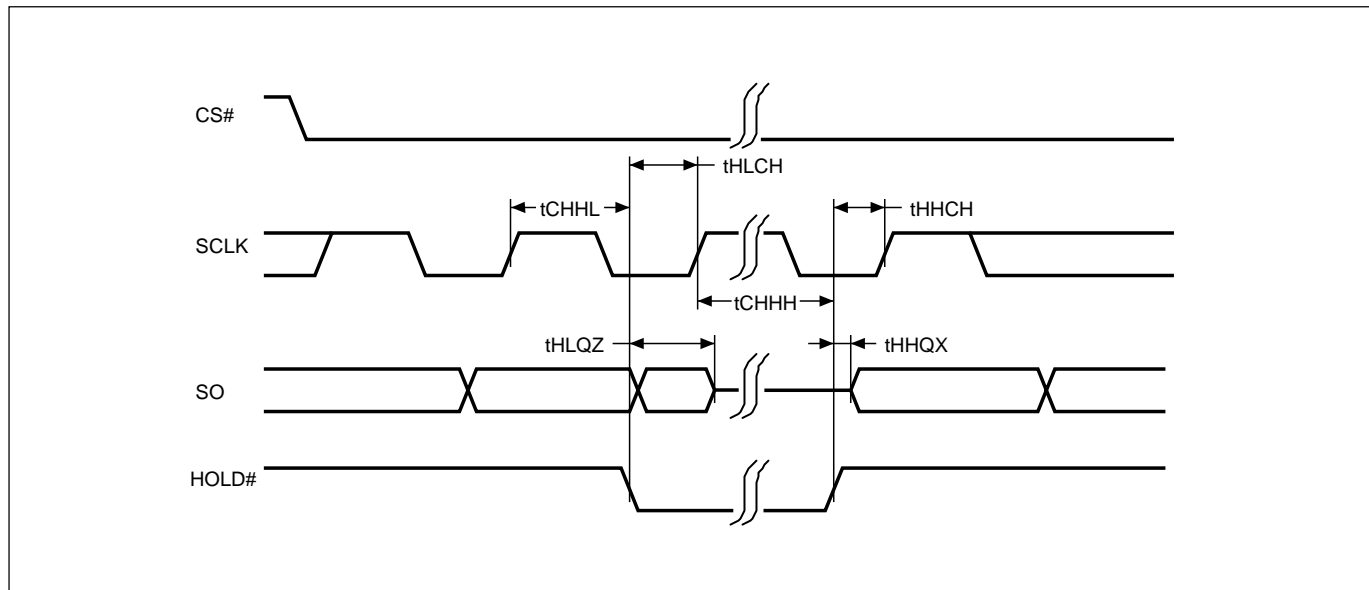 CS#
tHLCH
tCHHL
tHHCH
SCLK
tCHHH
tHLQZ
tHHQX
SO
HOLD#